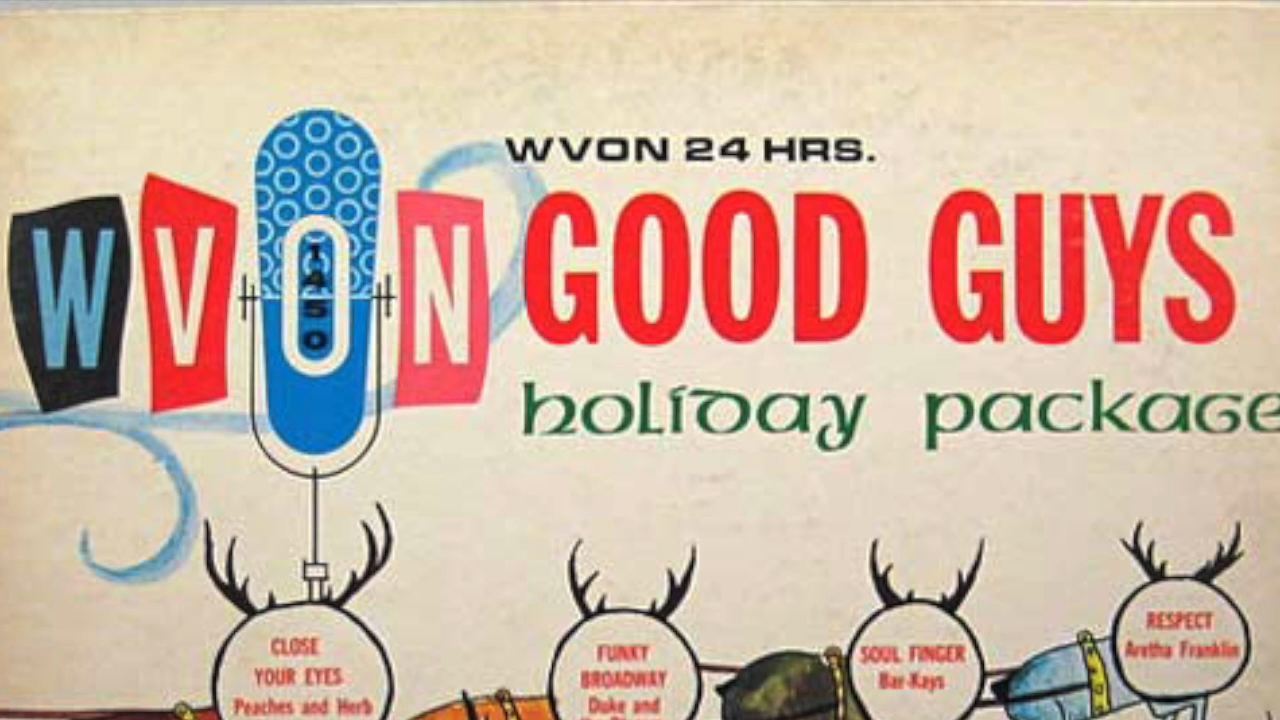 WVON 24 HRS.
WVON
1450
GOOD GUYS
holiday package
CLOSE
YOUR EYES
Peaches and Herb
FUNKY
BROADWAY
Duke and
SOUL FINGER
Bar-Kays
RESPECT
Aretha Franklin